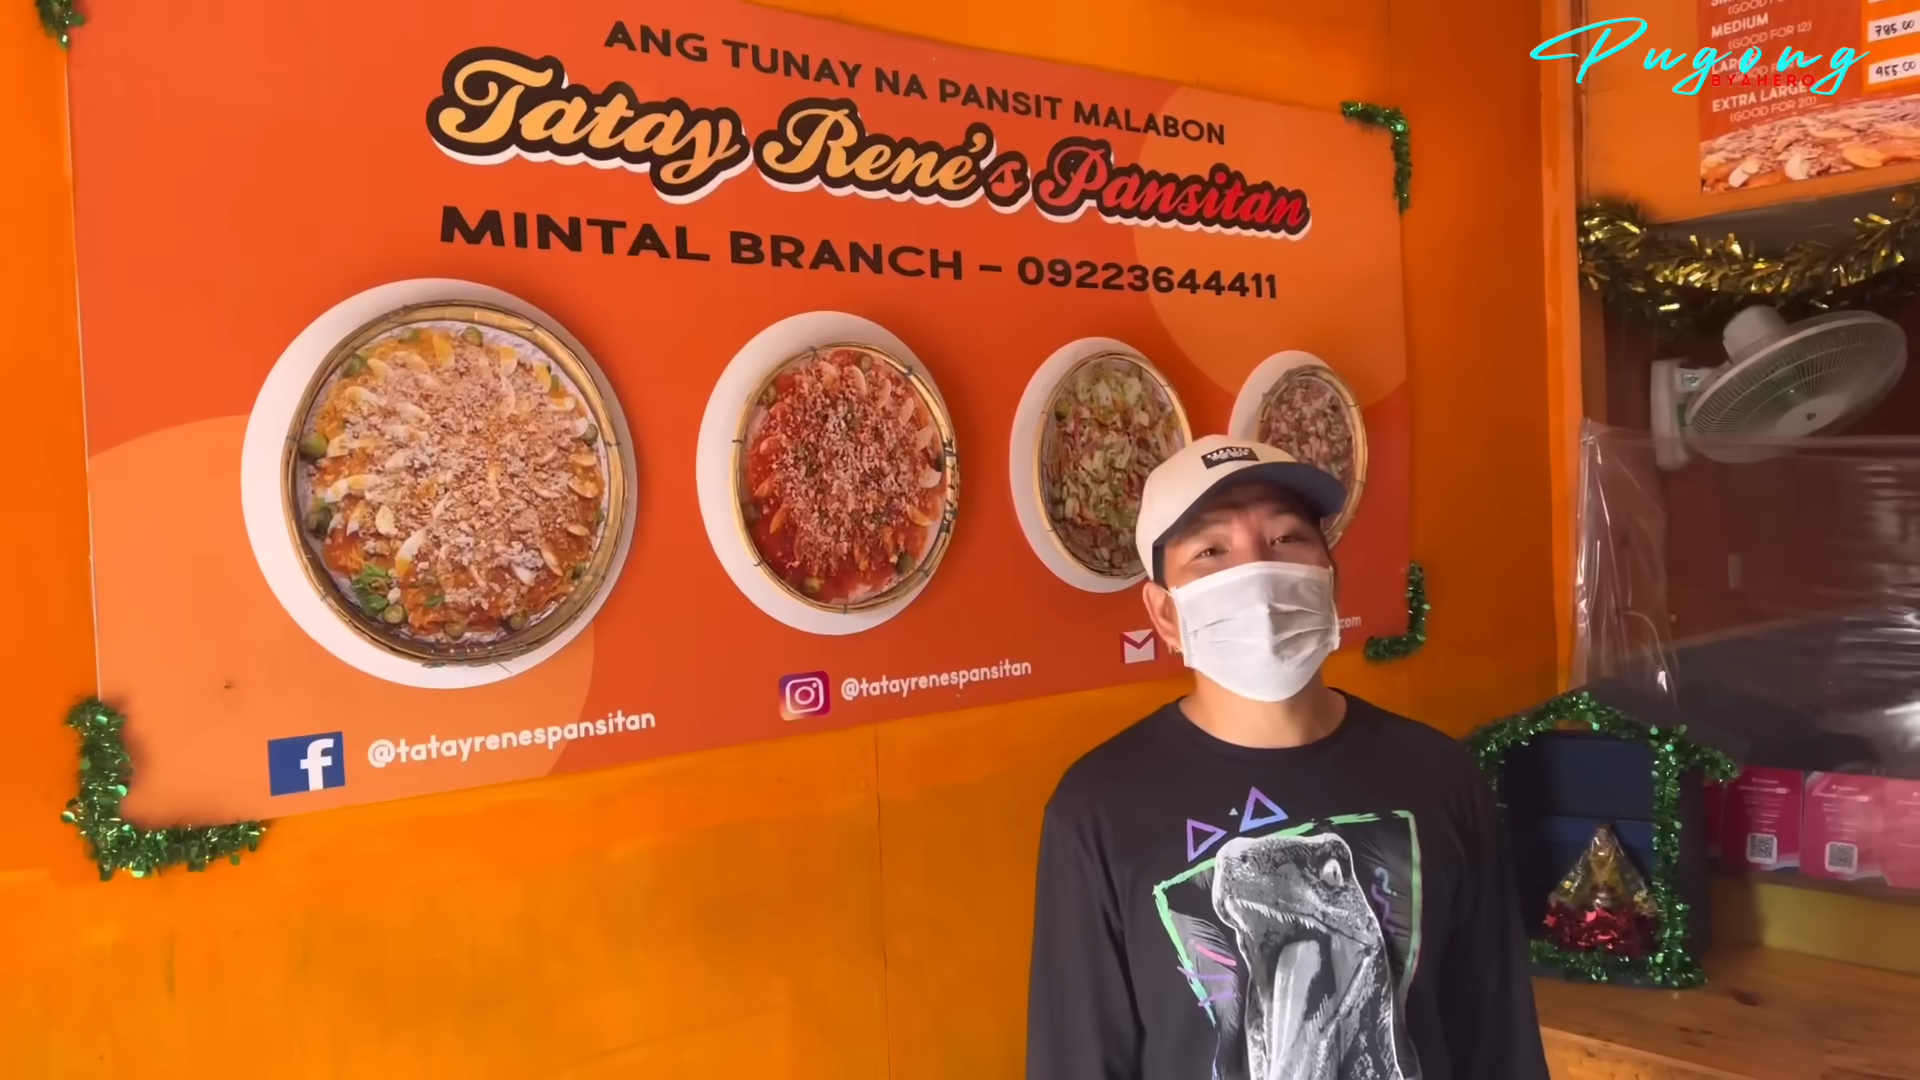 ANG TUNAY NA PANSIT MALABON
Tatay René's Pansitan
MINTAL BRANCH - 09223644411
@tatayrenespansitan
@tatayrenespansitan
.com
Pugong
BYAHERO
MEDIUM
(GOOD FOR 12)
785.00
955.00
EXTRA LARGE
(GOOD FOR 20)